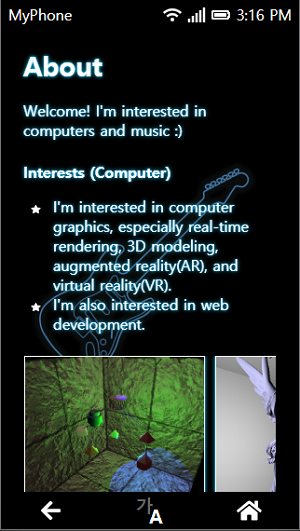 MyPhone 3:16 PM
About
Welcome! I'm interested in
computers and music :)
Interests (Computer)
I'm interested in computer
graphics, especially real-time
rendering, 3D modeling,
augmented reality(AR), and
virtual reality(VR).
I'm also interested in web
development.
가A